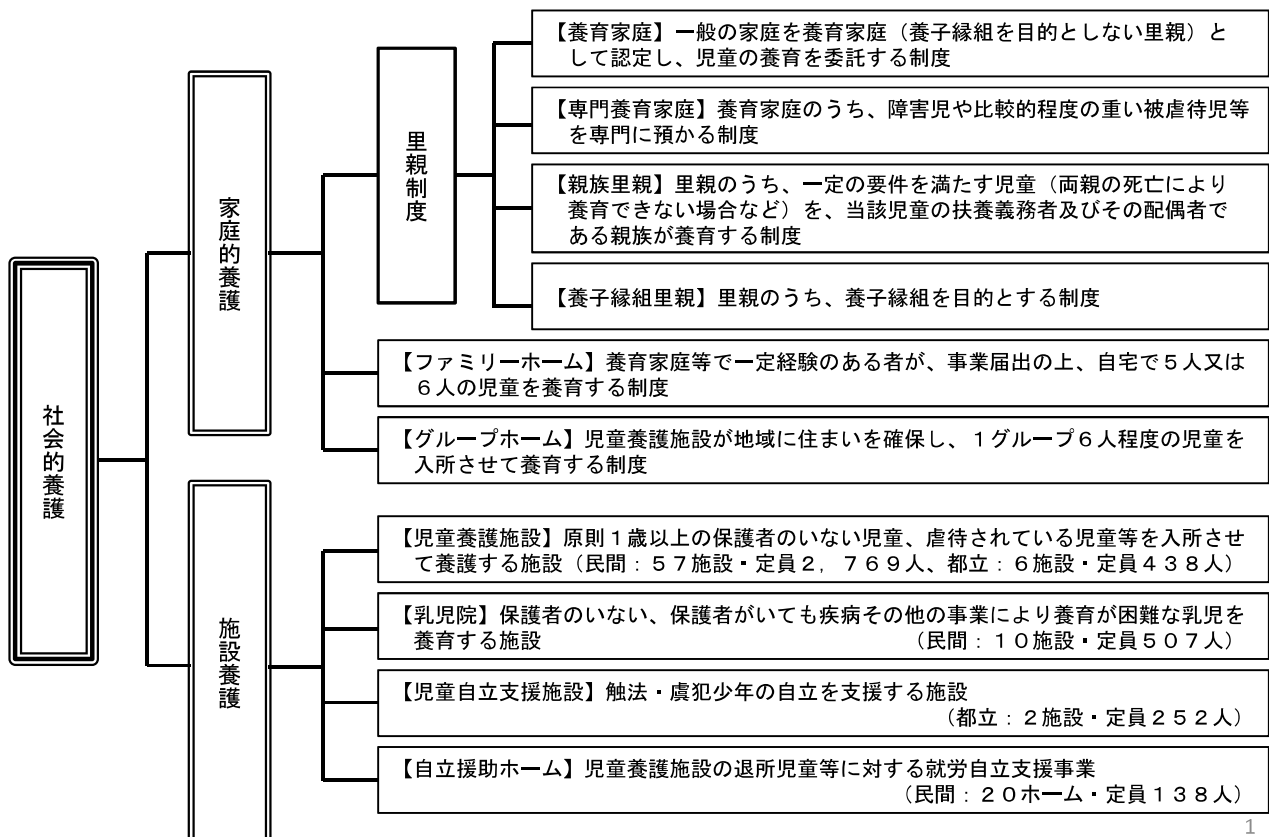 社会的養護
家庭的養護
里親制度
【養育家庭】一般の家庭を養育家庭（養子縁組を目的としない里親）と
して認定し、児童の養育を委託する制度
【専門養育家庭】養育家庭のうち、障害児や比較的程度の重い被虐待児等
を専門に預かる制度
【親族里親】里親のうち、一定の要件を満たす児童（両親の死亡により
養育できない場合など）を、当該児童の扶養義務者及びその配偶者で
ある親族が養育する制度
【養子縁組里親】里親のうち、養子縁組を目的とする制度
【ファミリーホーム】養育家庭等で一定経験のある者が、事業届出の上、自宅で５人又は
６人の児童を養育する制度
【グループホーム】児童養護施設が地域に住まいを確保し、１グループ６人程度の児童を
入所させて養育する制度
施設養護
【児童養護施設】原則１歳以上の保護者のいない児童、虐待されている児童等を入所させ
て養護する施設（民間：５７施設・定員２，７６９人、都立：６施設・定員４３８人）
【乳児院】保護者のいない、保護者がいても疾病その他の事業により養育が困難な乳児を
養育する施設　（民間：１０施設・定員５０７人）
【児童自立支援施設】触法・虞犯少年の自立を支援する施設
（都立：２施設・定員２５２人）
【自立援助ホーム】児童養護施設の退所児童等に対する就労自立支援事業
（民間：２０ホーム・定員１３８人）
1